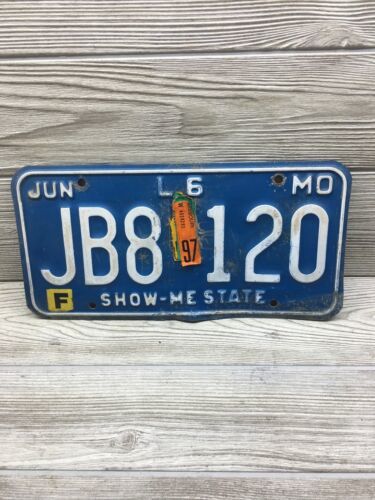 JUN L6 MO
JB8 97 120
F SHOW-ME STATE